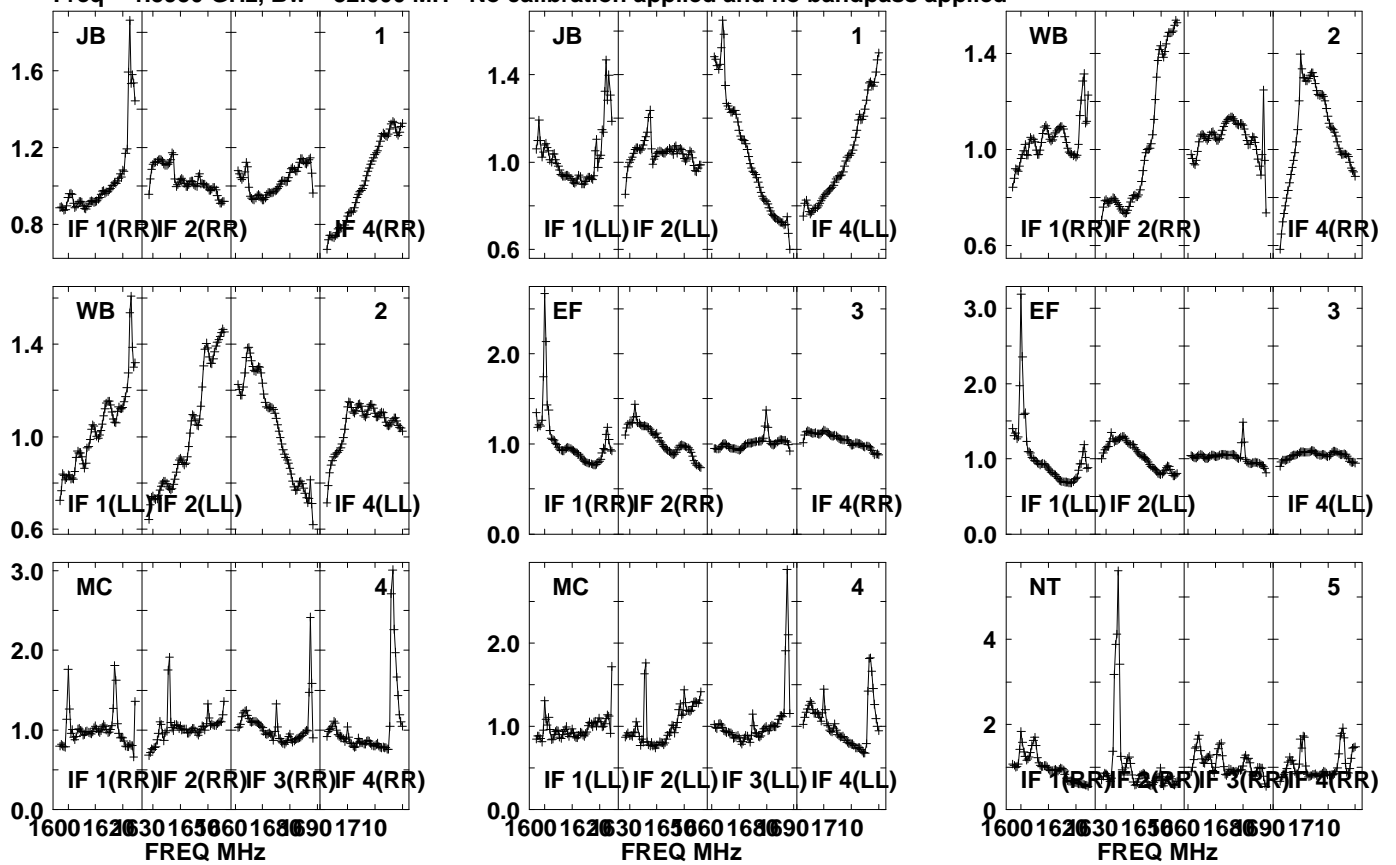 No calibration applied and no bandpass applied
JB 1
1.6
1.2
1.0
0.8
IF 1(RR) IF 2(RR) IF 4(RR)
JB 1
1.4
1.0
0.6
IF 1(LL) IF 2(LL) IF 4(LL)
WB 2
1.4
1.0
0.6
IF 1(RR) IF 2(RR) IF 4(RR)
WB 2
1.4
1.0
0.6
IF 1(LL) IF 2(LL) IF 4(LL)
EF 3
2.0
1.0
0.0
IF 1(RR) IF 2(RR) IF 4(RR)
EF 3
3.0
2.0
1.0
0.0
IF 1(LL) IF 2(LL) IF 4(LL)
MC 4
3.0
2.0
1.0
0.0
IF 1(RR) IF 2(RR) IF 3(RR) IF 4(RR)
MC 4
2.0
1.0
0.0
IF 1(LL) IF 2(LL) IF 3(LL) IF 4(LL)
NT 5
4
2
0
IF 1(RR) IF 2(RR) IF 3(RR) IF 4(RR)
1600 1710
FREQ MHz
1600 1710
1600 1710
FREQ MHz